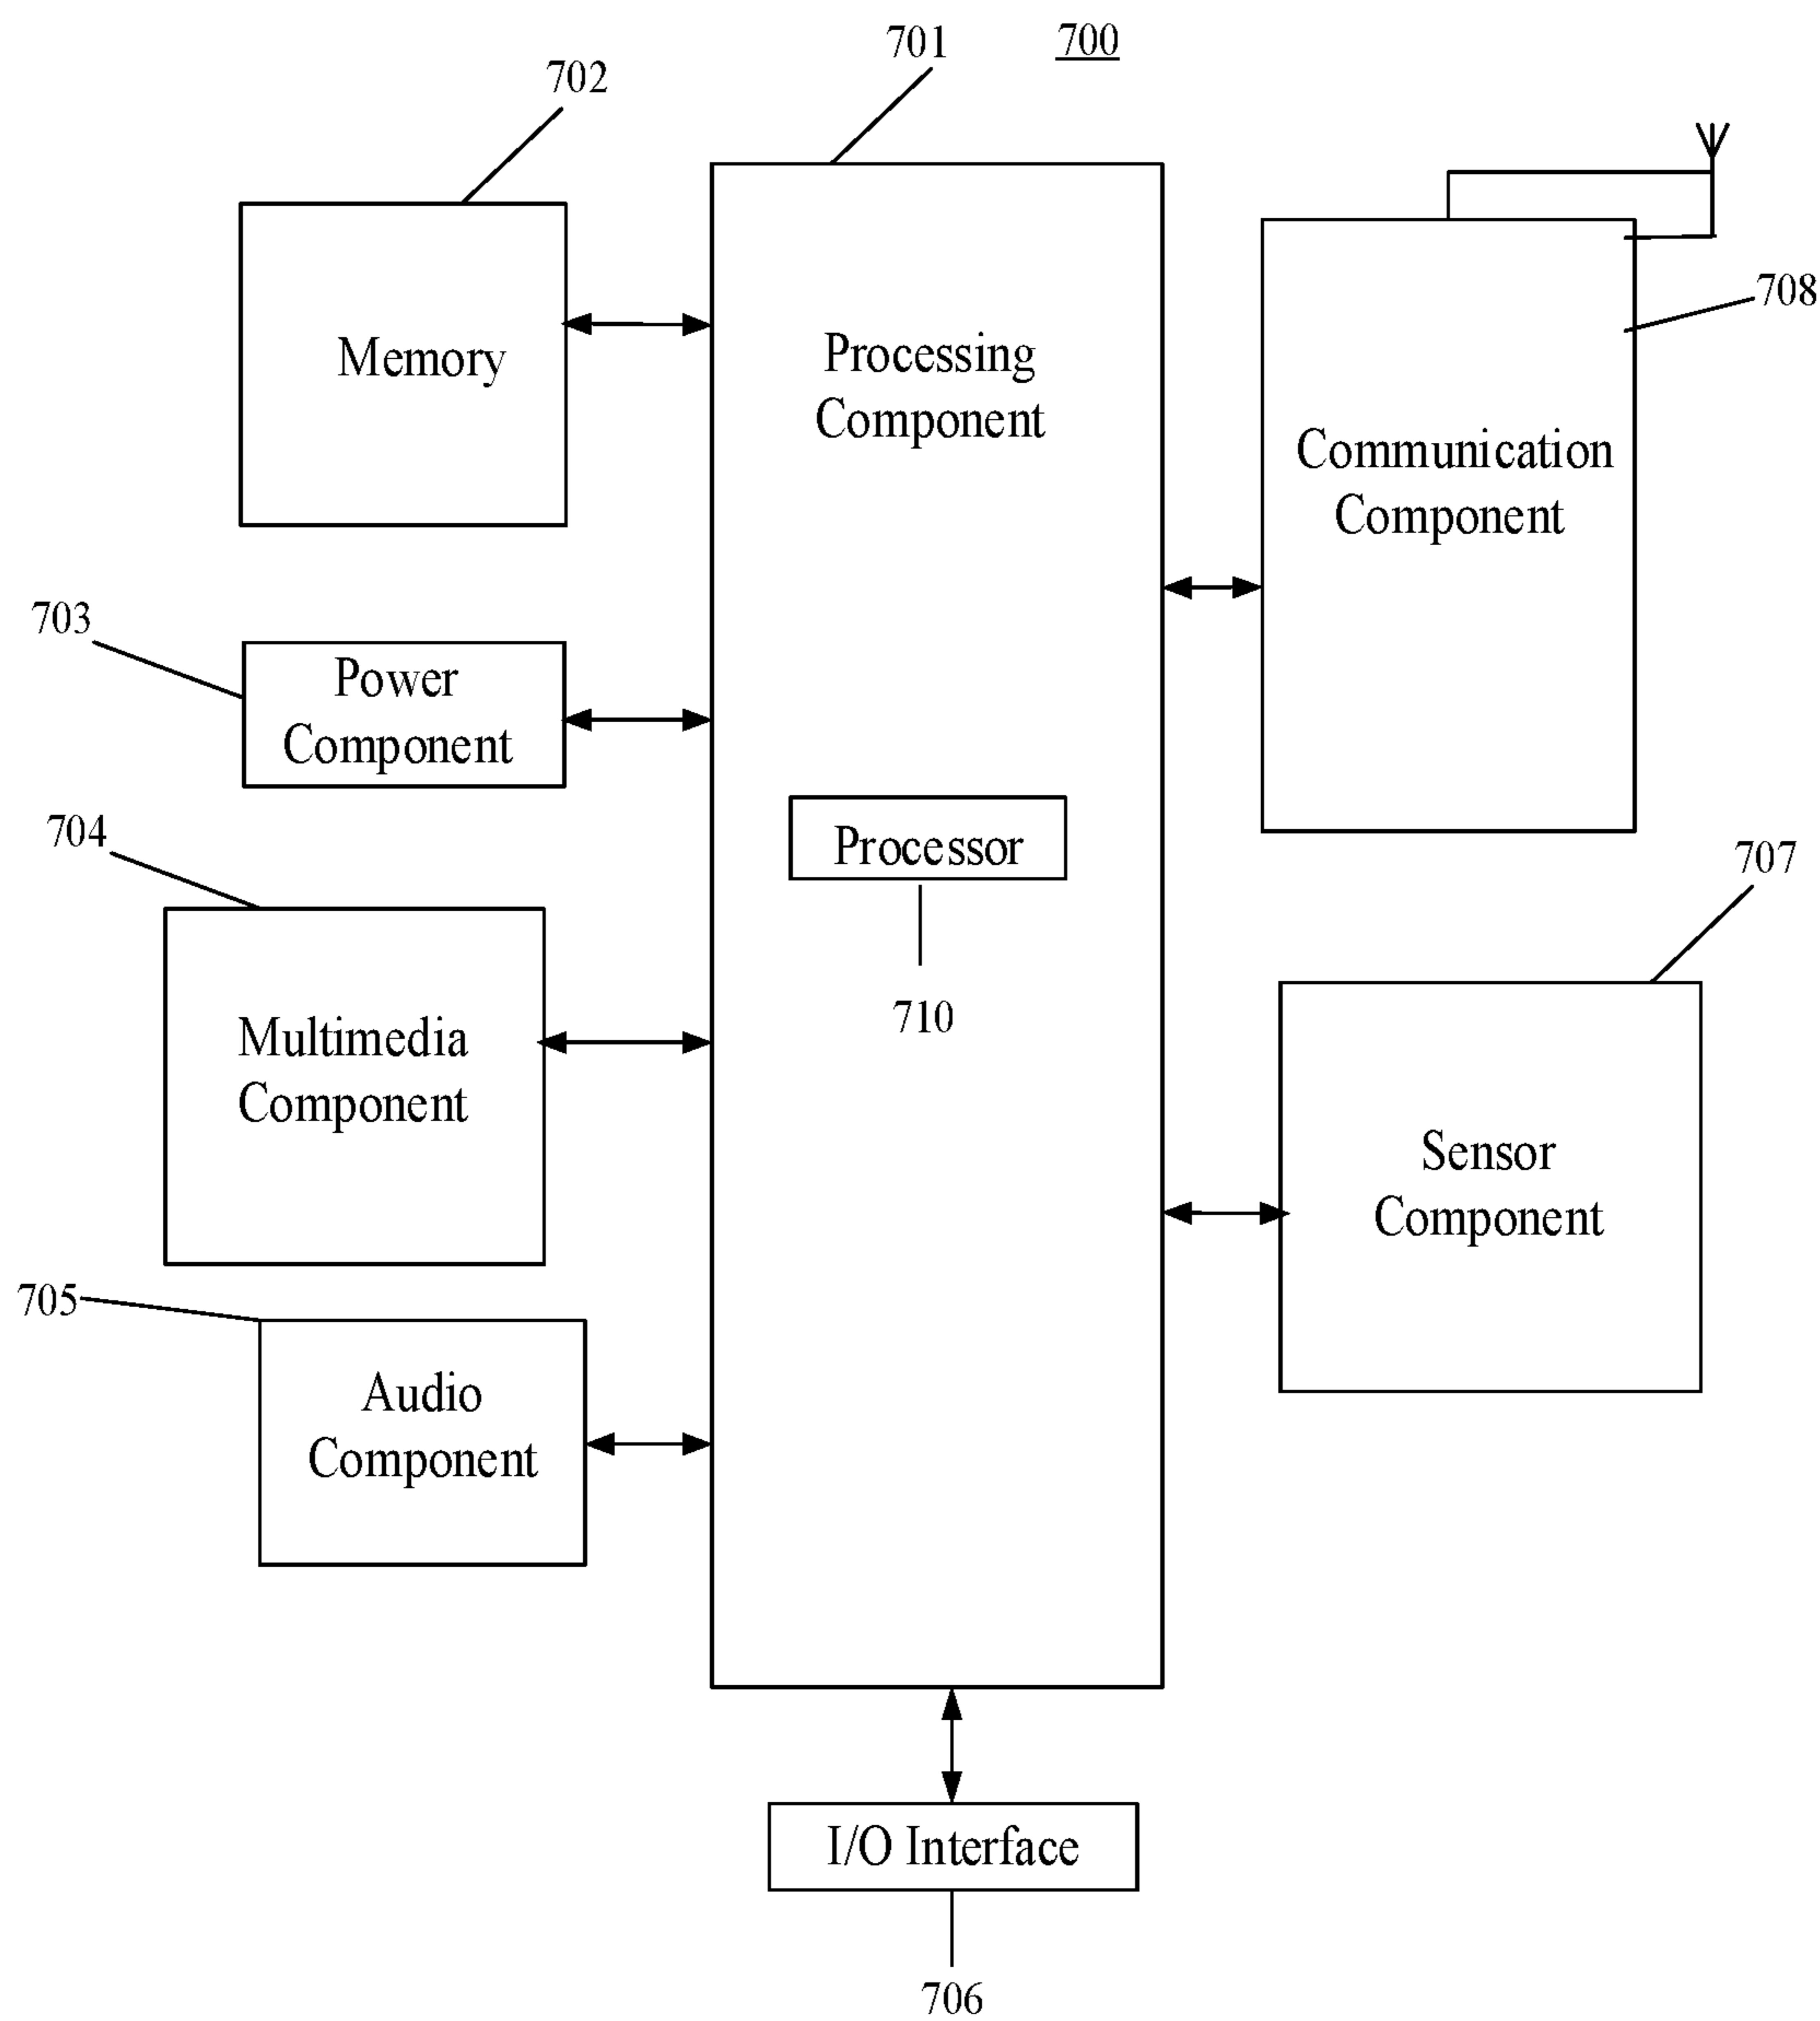 701
700
702
708
Memory
Processing
Component
Communication
Component
703
Power
Component
704
Processor
707
710
Multimedia
Component
Sensor
Component
705
Audio
Component
I/O Interface
706